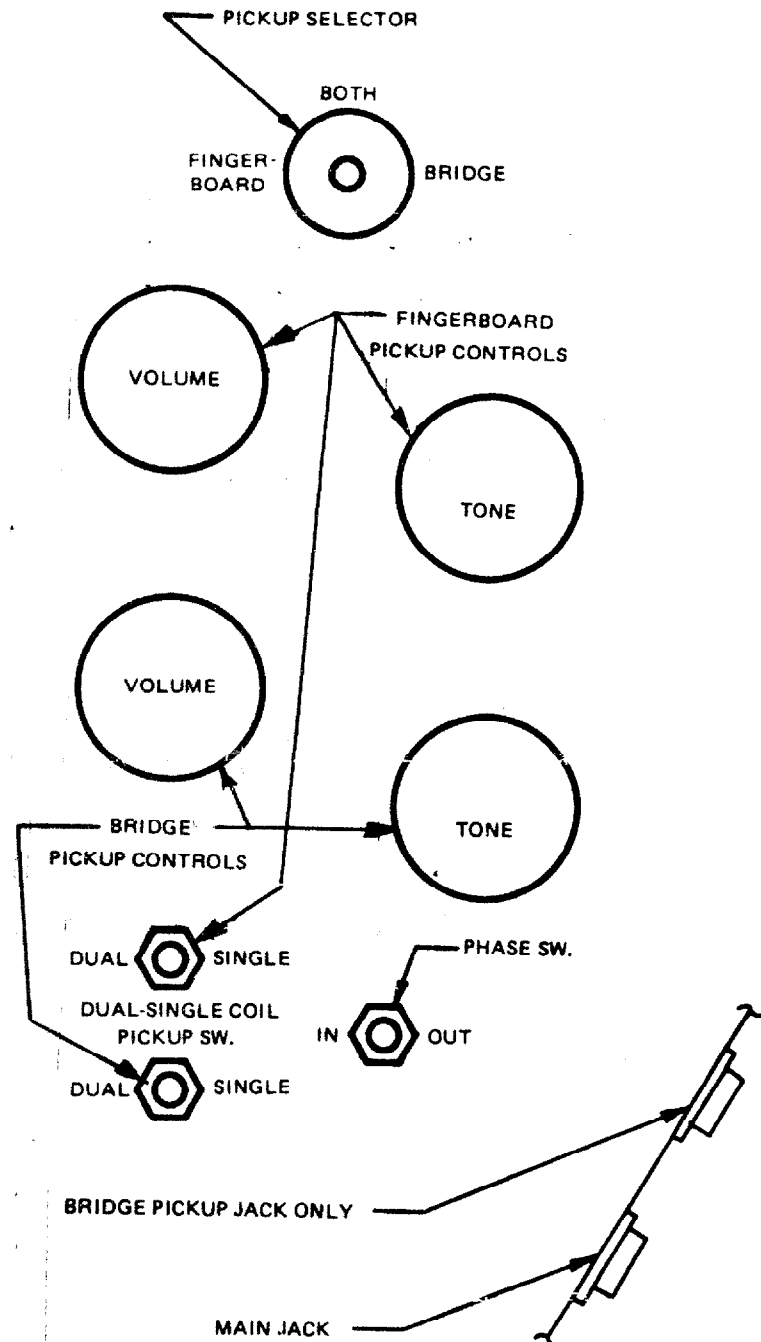 PICKUP SELECTOR
BOTH
FINGER-
BOARD
BRIDGE
FINGERBOARD
PICKUP CONTROLS
VOLUME
TONE
VOLUME
TONE
BRIDGE
PICKUP CONTROLS
PHASE SW.
DUAL
SINGLE
DUAL-SINGLE COIL
PICKUP SW.
IN
OUT
DUAL
SINGLE
BRIDGE PICKUP JACK ONLY
MAIN JACK